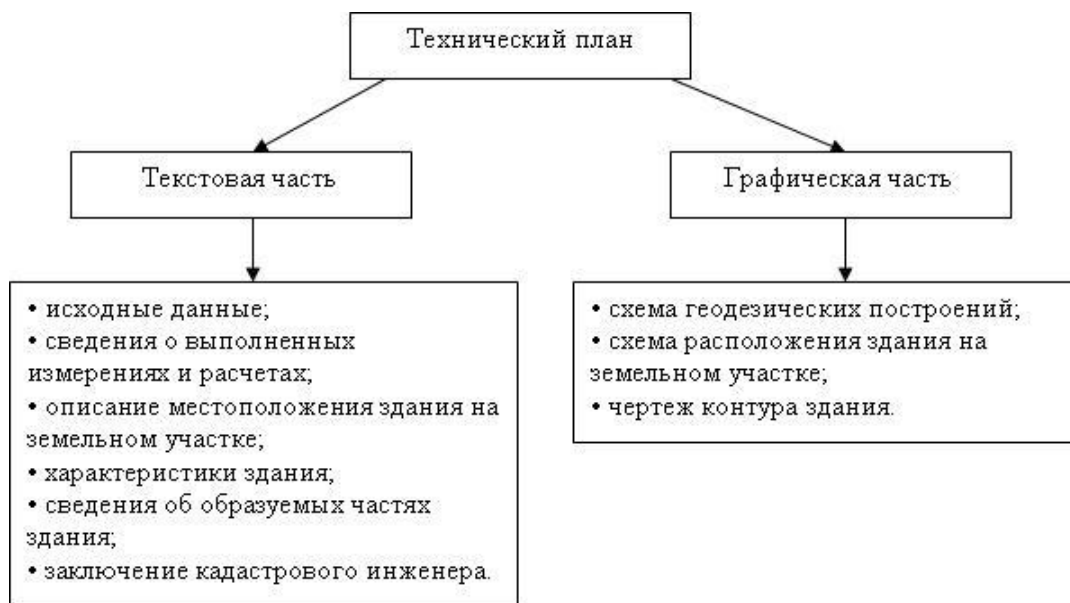 Технический план
Текстовая часть
Графическая часть
• исходные данные;
• сведения о выполненных
измерениях и расчетах;
• описание местоположения здания на
земельном участке;
• характеристики здания;
• сведения об образуемых частях
здания;
• заключение кадастрового инженера.
• схема геодезических построений;
• схема расположения здания на
земельном участке;
• чертеж контура здания.